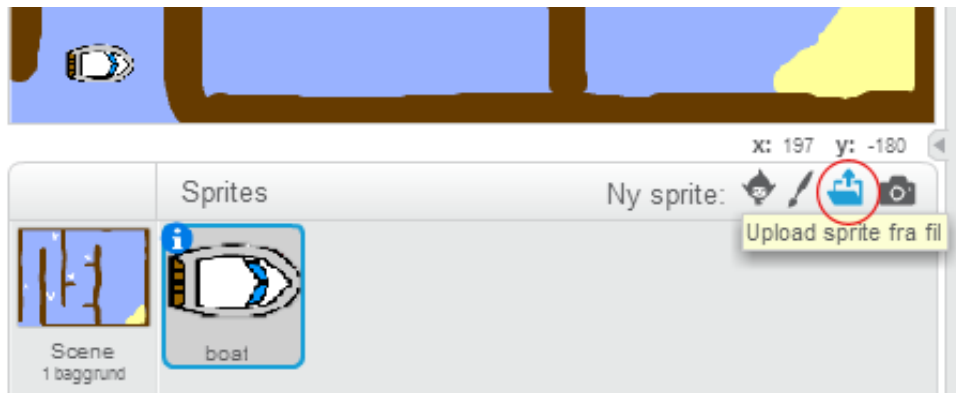 x: 197 y: -180
Sprites Ny sprite:
Upload sprite fra fil
Scene
1 baggrund
boat